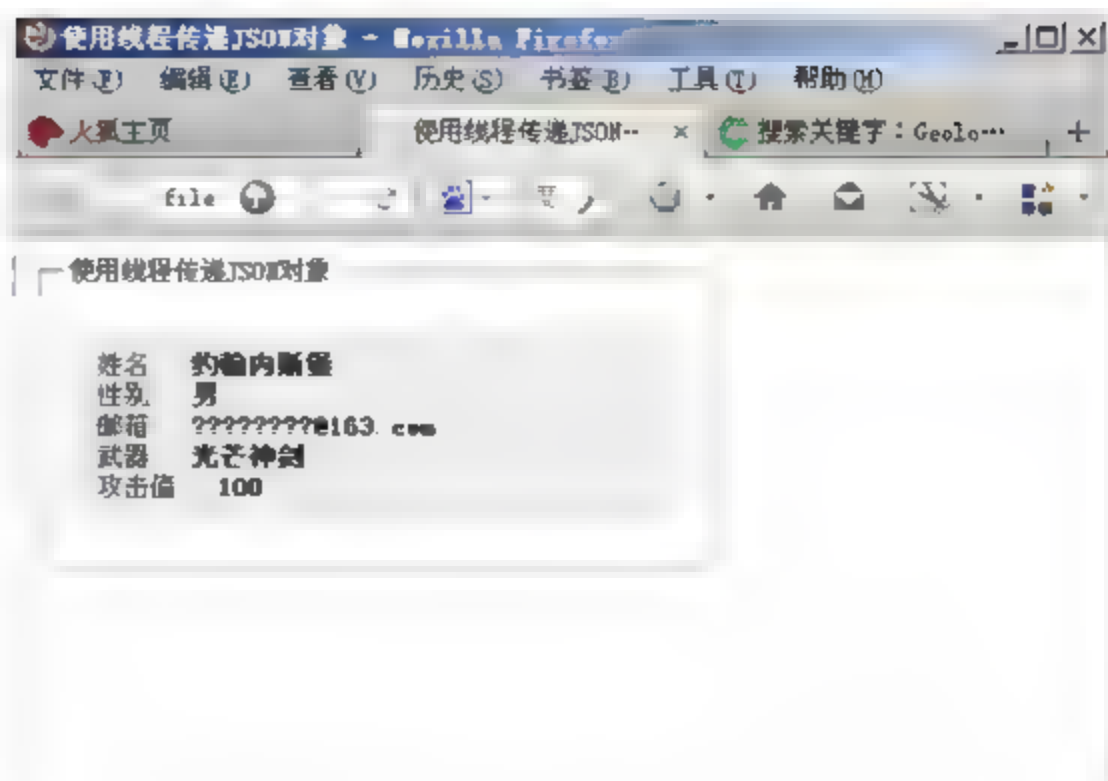 使用线程传递JSON对象 - Mozilla Firefox
文件(F) 编辑(E) 查看(V) 历史(S) 书签(B) 工具(T) 帮助(H)
火狐主页 使用线程传递JSON… × 搜索关键字：Geolo… +
file
使用线程传递JSON对象
姓名 约翰内斯堡
性别 男
邮箱 ????????@163.com
武器 光芒神剑
攻击值 100